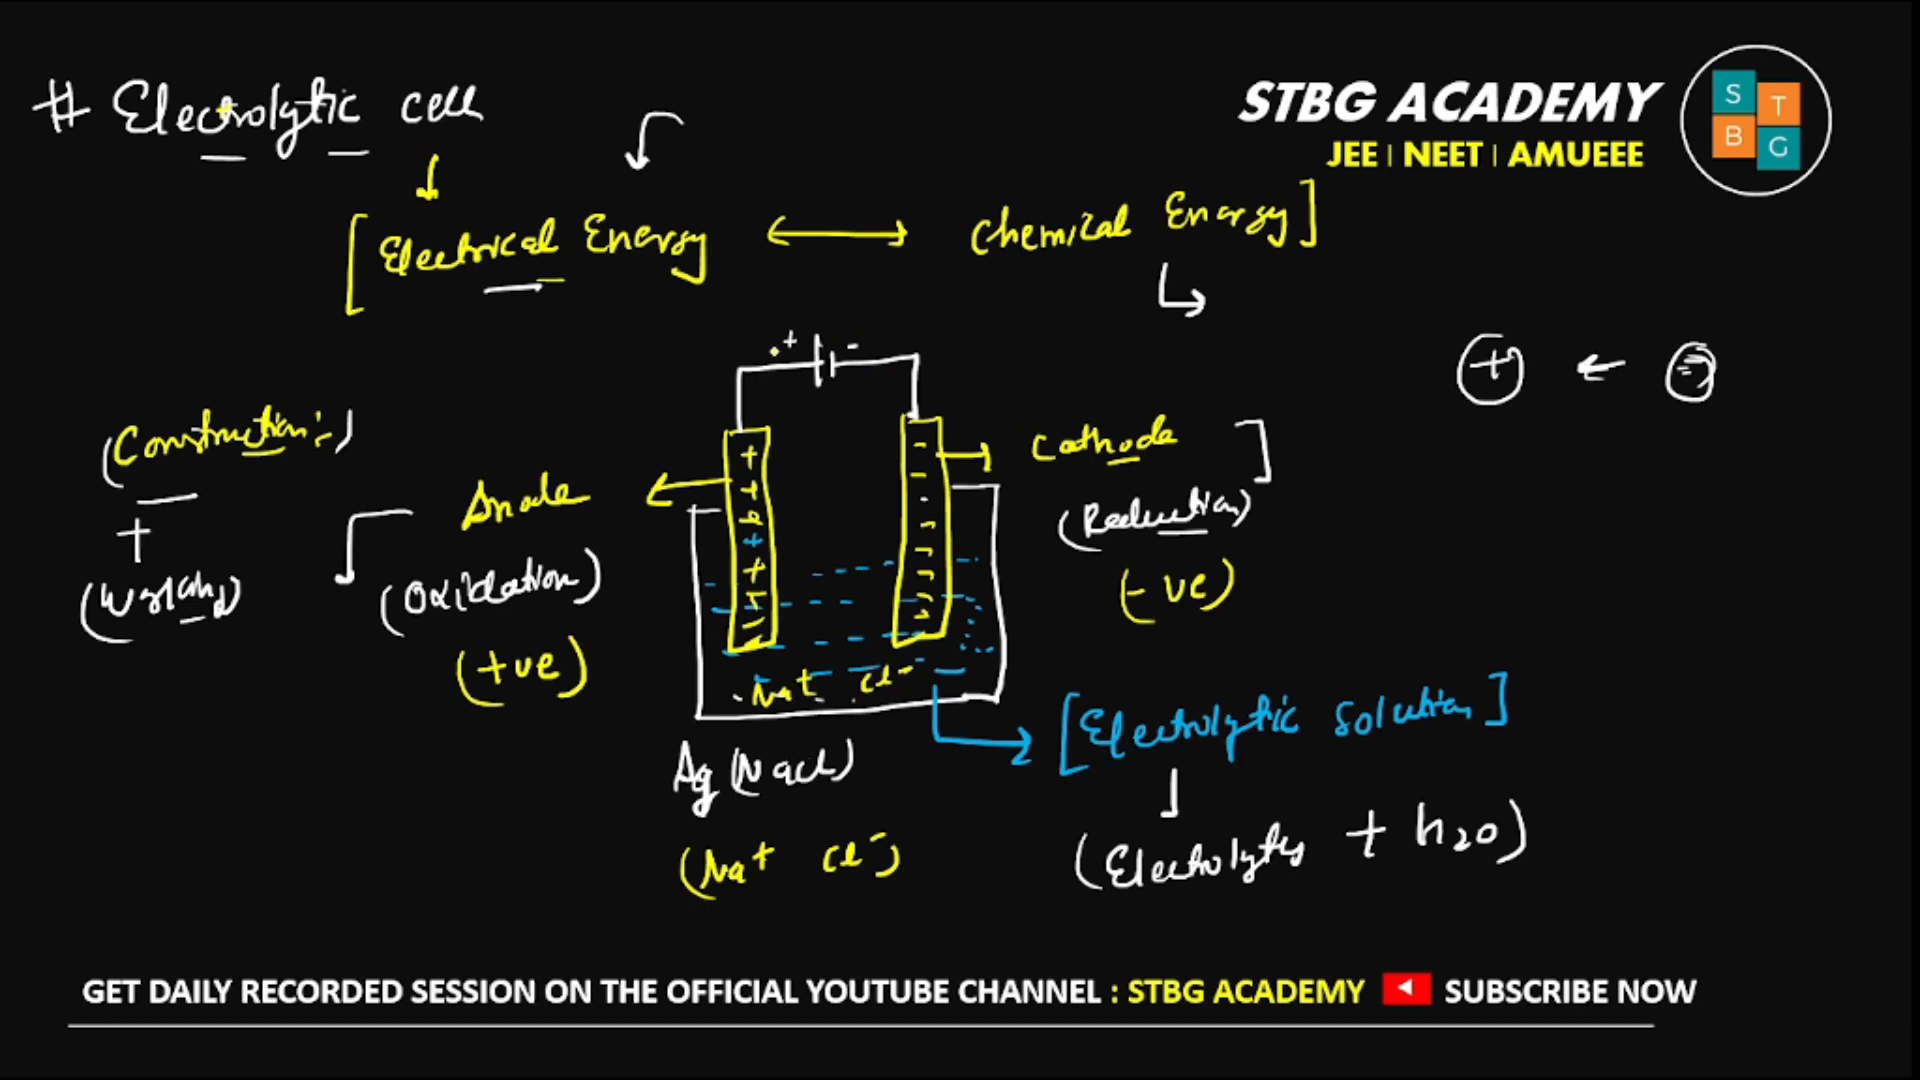 # Electrolytic cell
STBG ACADEMY
JEE | NEET | AMUEEE
S T
B G
[Electrical Energy ⟷ Chemical Energy]
+ -
(+) ← (-)
(Construction:-)
+
(Working)
Anode
(Oxidation)
(+ve)
Cathode
(Reduction)
(-ve)
Na+ Cl-
[Electrolytic Solution]
Ag(NaCl)
(Electrolytes + h2o)
(Na+ Cl-)
GET DAILY RECORDED SESSION ON THE OFFICIAL YOUTUBE CHANNEL : STBG ACADEMY SUBSCRIBE NOW